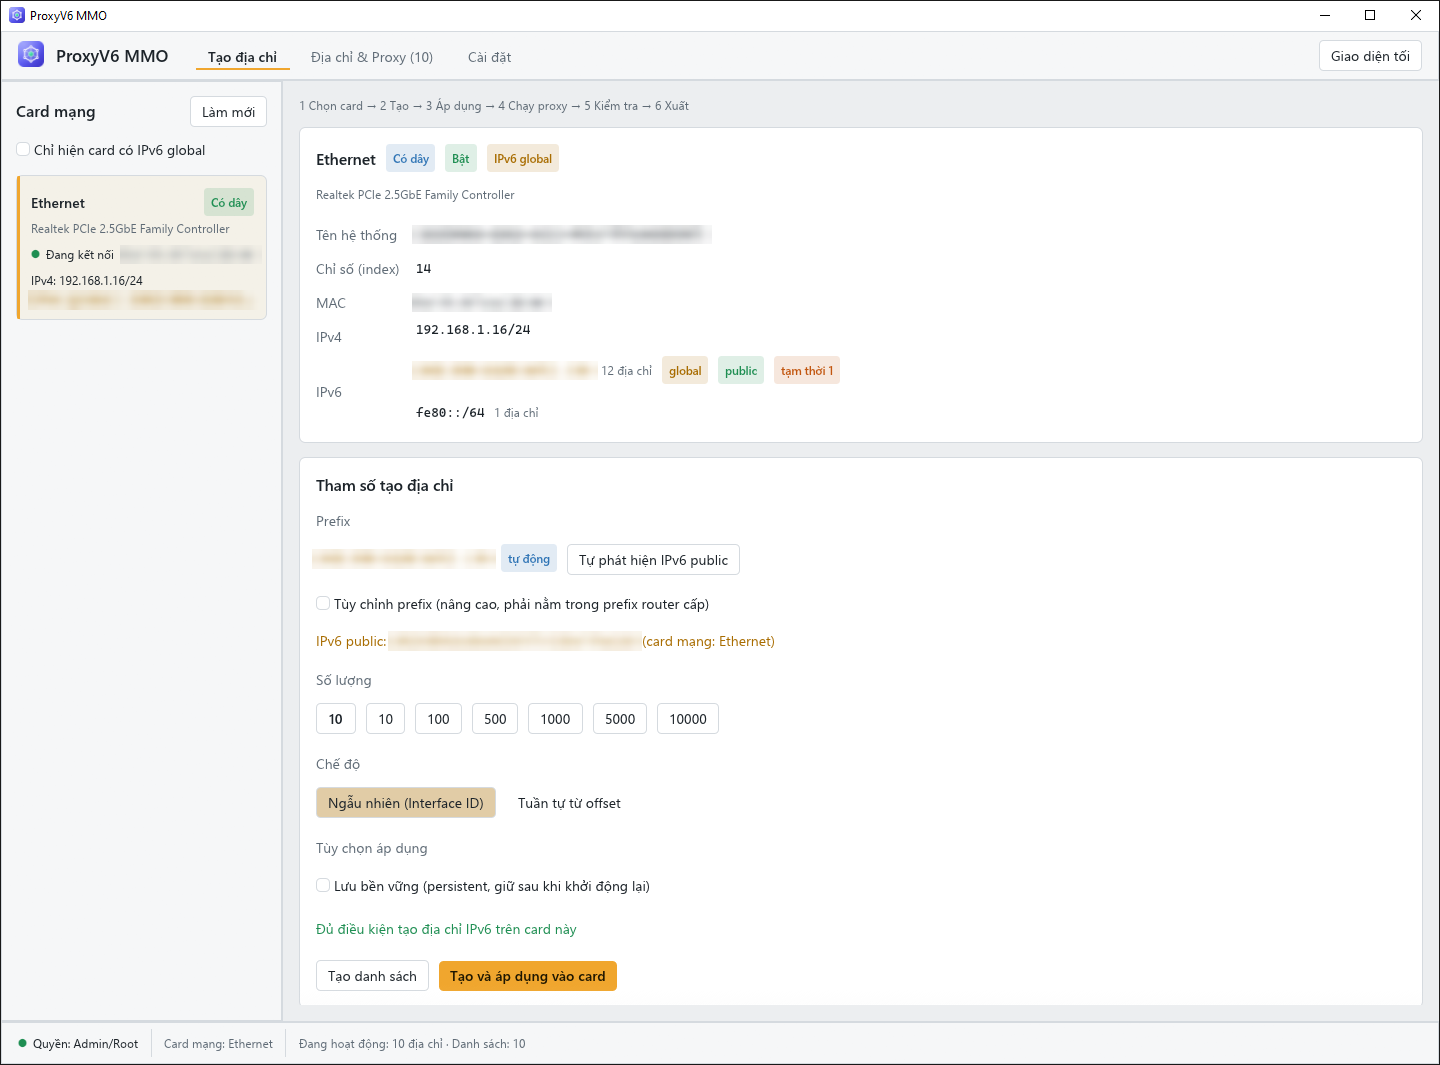 ProxyV6 MMO
ProxyV6 MMO
Tạo địa chỉ
Địa chỉ & Proxy (10)
Cài đặt
Giao diện tối
Card mạng
Làm mới
Chỉ hiện card có IPv6 global
Ethernet
Có dây
Realtek PCIe 2.5GbE Family Controller
Đang kết nối
IPv4: 192.168.1.16/24
1 Chọn card → 2 Tạo → 3 Áp dụng → 4 Chạy proxy → 5 Kiểm tra → 6 Xuất
Ethernet
Có dây
Bật
IPv6 global
Realtek PCIe 2.5GbE Family Controller
Tên hệ thống
Chỉ số (index) 14
MAC
IPv4 192.168.1.16/24
IPv6
12 địa chỉ
global
public
tạm thời 1
fe80::/64 1 địa chỉ
Tham số tạo địa chỉ
Prefix
tự động
Tự phát hiện IPv6 public
Tùy chỉnh prefix (nâng cao, phải nằm trong prefix router cấp)
IPv6 public: (card mạng: Ethernet)
Số lượng
10
10
100
500
1000
5000
10000
Chế độ
Ngẫu nhiên (Interface ID)
Tuần tự từ offset
Tùy chọn áp dụng
Lưu bền vững (persistent, giữ sau khi khởi động lại)
Đủ điều kiện tạo địa chỉ IPv6 trên card này
Tạo danh sách
Tạo và áp dụng vào card
Quyền: Admin/Root
Card mạng: Ethernet
Đang hoạt động: 10 địa chỉ · Danh sách: 10